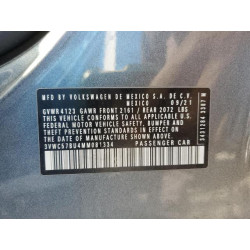 MFD BY VOLKSWAGEN DE MEXICO S.A. DE C.V.
MEXICO 09/21
GVWR 4123 GAWR FRONT 2161 / REAR 2072 LBS
THIS VEHICLE CONFORMS TO ALL APPLICABLE
FEDERAL MOTOR VEHICLE SAFETY, BUMPER AND
THEFT PREVENTION STANDARDS IN EFFECT ON
THE DATE OF MANUFACTURE SHOWN ABOVE
PASSENGER CAR